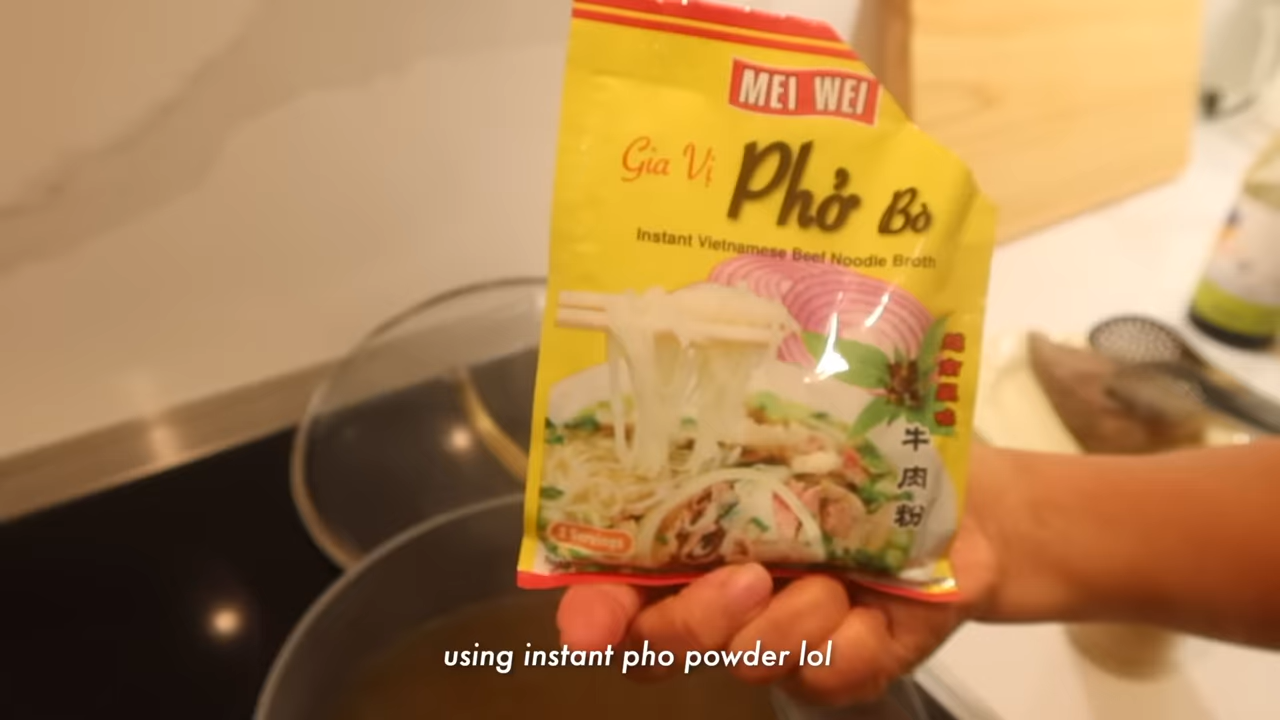 MEI WEI
Gia Vị Phở Bò
Instant Vietnamese Beef Noodle Broth
牛肉粉
using instant pho powder lol